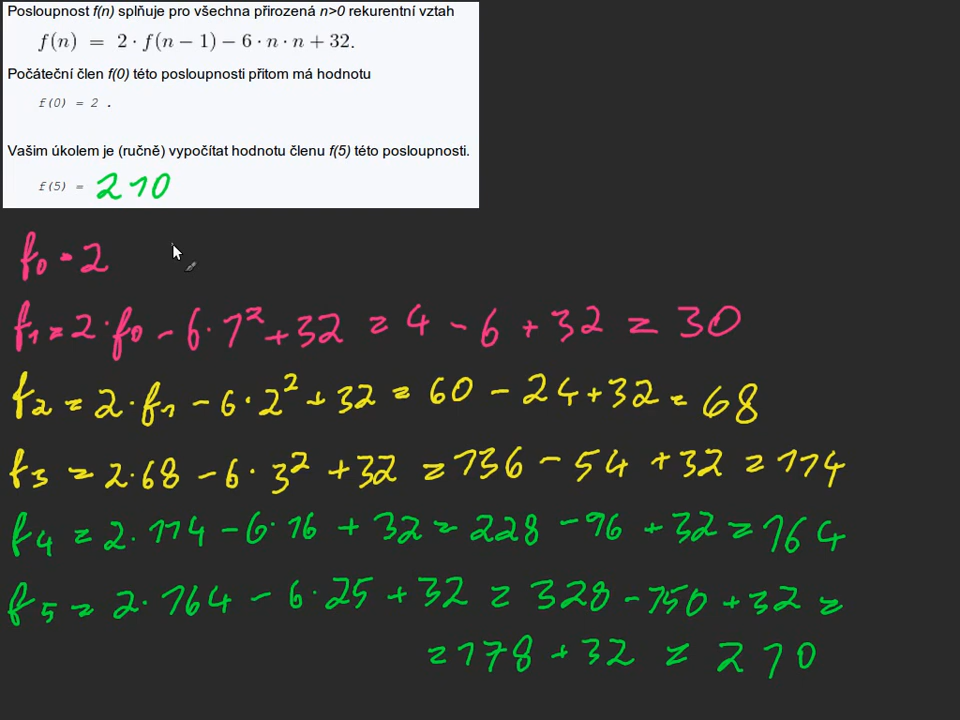 Posloupnost f(n) splňuje pro všechna přirozená n>0 rekurentní vztah
f(n) = 2 · f(n − 1) − 6 · n · n + 32.
Počáteční člen f(0) této posloupnosti přitom má hodnotu
f(0) = 2 .
Vašim úkolem je (ručně) vypočítat hodnotu členu f(5) této posloupnosti.
f(5) = 210
f₀ = 2
f₁ = 2·f₀ − 6·1² + 32 = 4 − 6 + 32 = 30
f₂ = 2·f₁ − 6·2² + 32 = 60 − 24 + 32 = 68
f₃ = 2·68 − 6·3² + 32 = 136 − 54 + 32 = 114
f₄ = 2·114 − 6·16 + 32 = 228 − 96 + 32 = 164
f₅ = 2·164 − 6·25 + 32 = 328 − 150 + 32 =
= 178 + 32 = 210